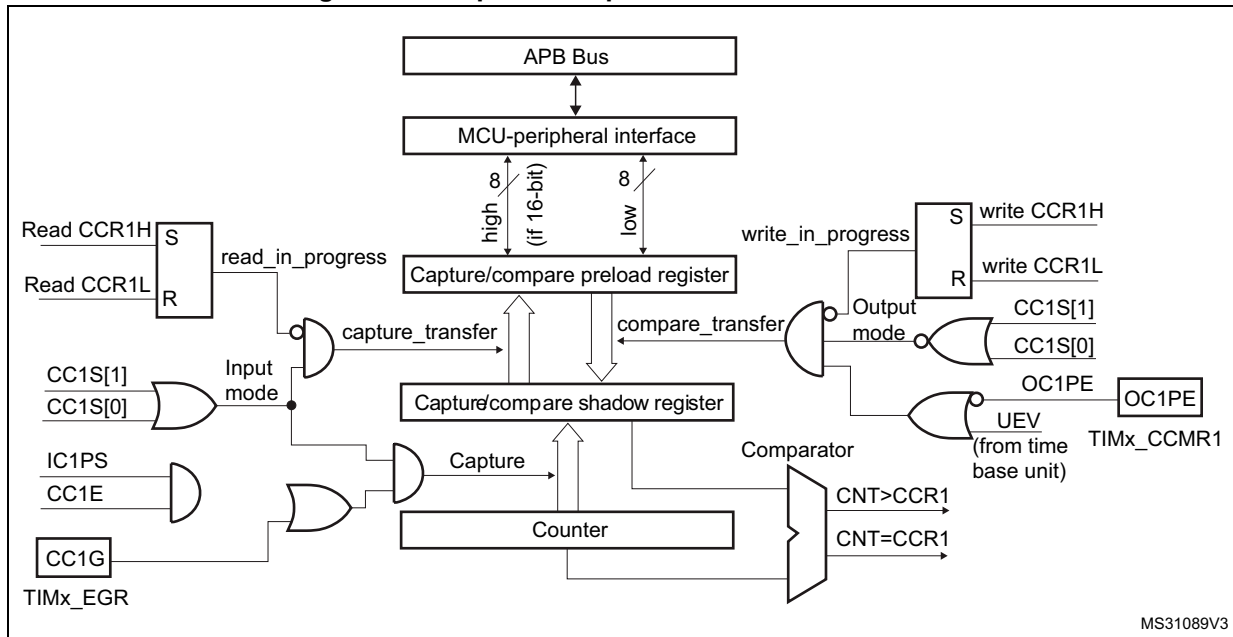 APB Bus
MCU-peripheral interface
8
high
(if 16-bit)
8
low
Read CCR1H
S
read_in_progress
Read CCR1L
R
write_in_progress
S
write CCR1H
R
write CCR1L
Capture/compare preload register
capture_transfer
compare_transfer
Output
mode
CC1S[1]
CC1S[0]
CC1S[1]
CC1S[0]
Input
mode
Capture/compare shadow register
OC1PE
OC1PE
UEV
(from time
base unit)
TIMx_CCMR1
IC1PS
CC1E
Capture
Comparator
CNT>CCR1
Counter
CNT=CCR1
CC1G
TIMx_EGR
MS31089V3